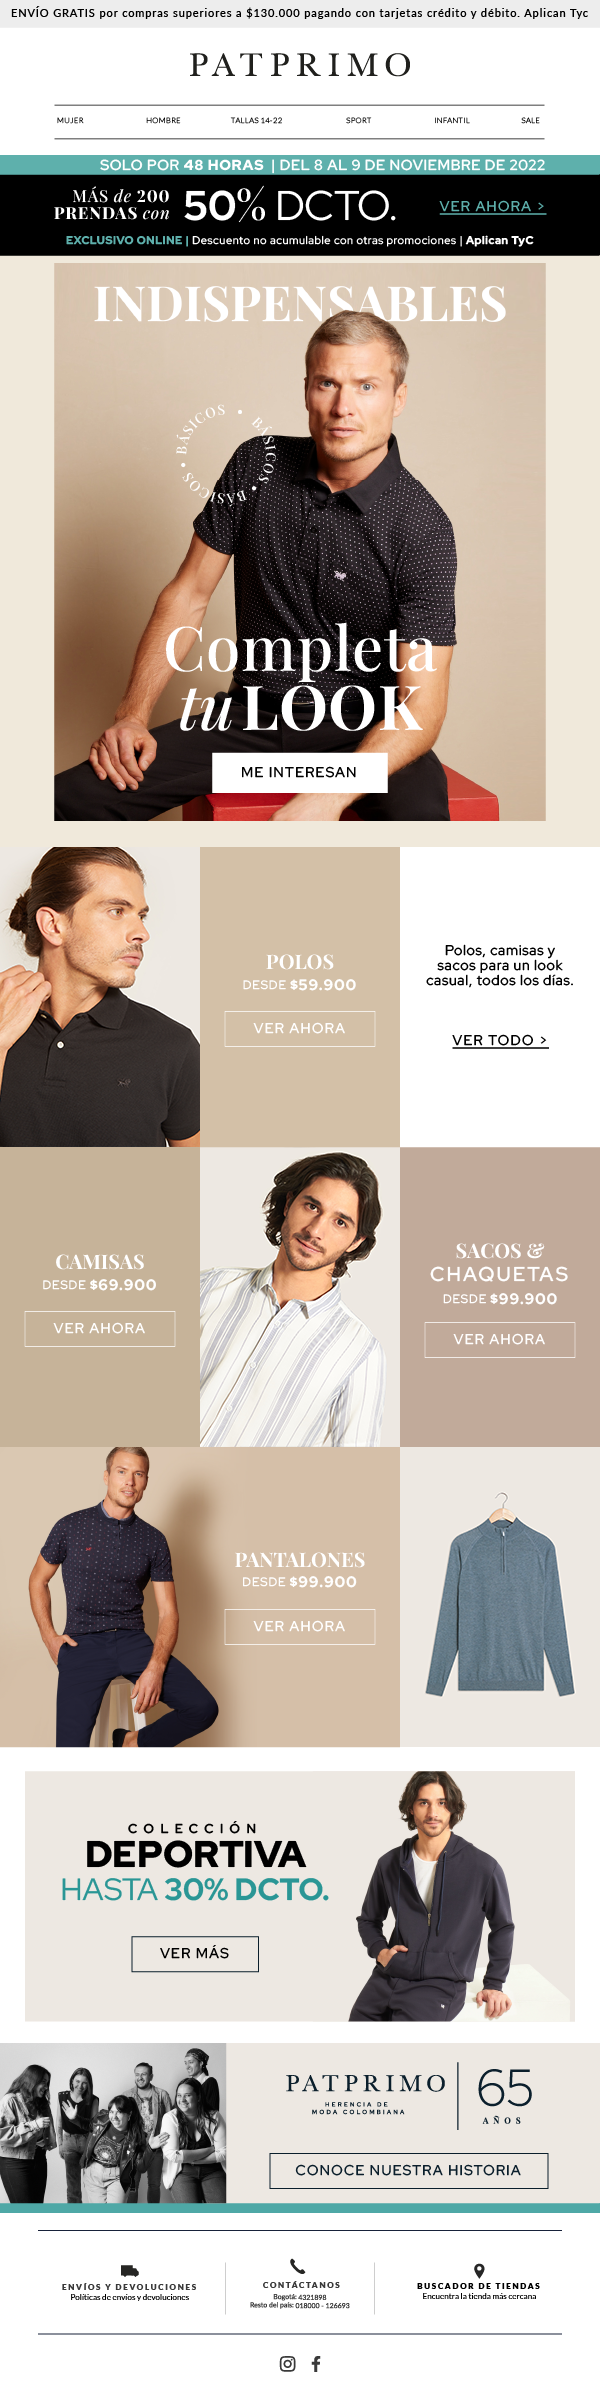 ENVÍO GRATIS por compras superiores a $130.000 pagando con tarjetas crédito y débito. Aplican Tyc
PATPRIMO
MUJER HOMBRE TALLAS 14-22 SPORT INFANTIL SALE
SOLO POR 48 HORAS | DEL 8 AL 9 DE NOVIEMBRE DE 2022
MÁS de 200
PRENDAS con
50% DCTO.
VER AHORA >
EXCLUSIVO ONLINE | Descuento no acumulable con otras promociones | Aplican TyC
INDISPENSABLES
BÁSICOS • BÁSICOS • BÁSICOS •
Completa
tu LOOK
ME INTERESAN
POLOS
DESDE $59.900
VER AHORA
Polos, camisas y
sacos para un look
casual, todos los días.
VER TODO >
CAMISAS
DESDE $69.900
VER AHORA
SACOS &
CHAQUETAS
DESDE $99.900
VER AHORA
PANTALONES
DESDE $99.900
VER AHORA
COLECCIÓN
DEPORTIVA
HASTA 30% DCTO.
VER MÁS
PATPRIMO
HERENCIA DE
MODA COLOMBIANA
65
AÑOS
CONOCE NUESTRA HISTORIA
ENVÍOS Y DEVOLUCIONES
Políticas de envíos y devoluciones
CONTÁCTANOS
Bogotá: 4321898
Resto del país: 018000 - 126693
BUSCADOR DE TIENDAS
Encuentra la tienda más cercana